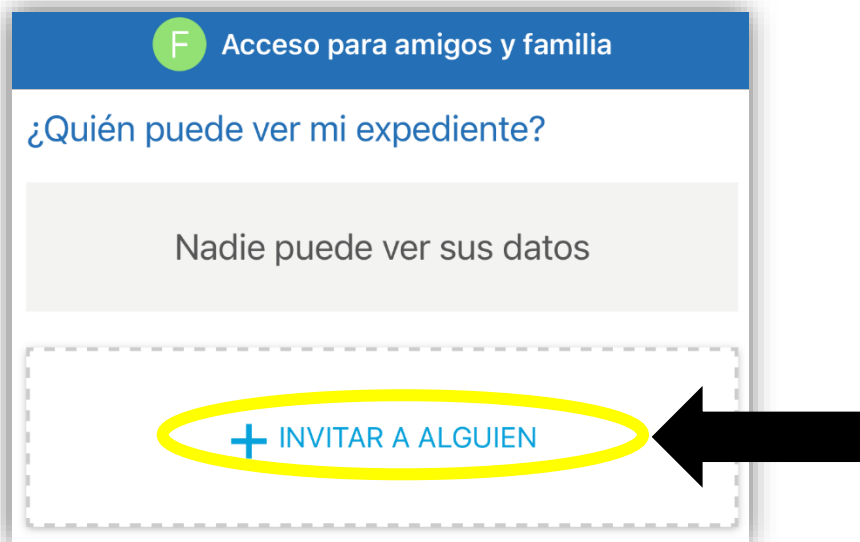 F Acceso para amigos y familia
¿Quién puede ver mi expediente?
Nadie puede ver sus datos
+ INVITAR A ALGUIEN